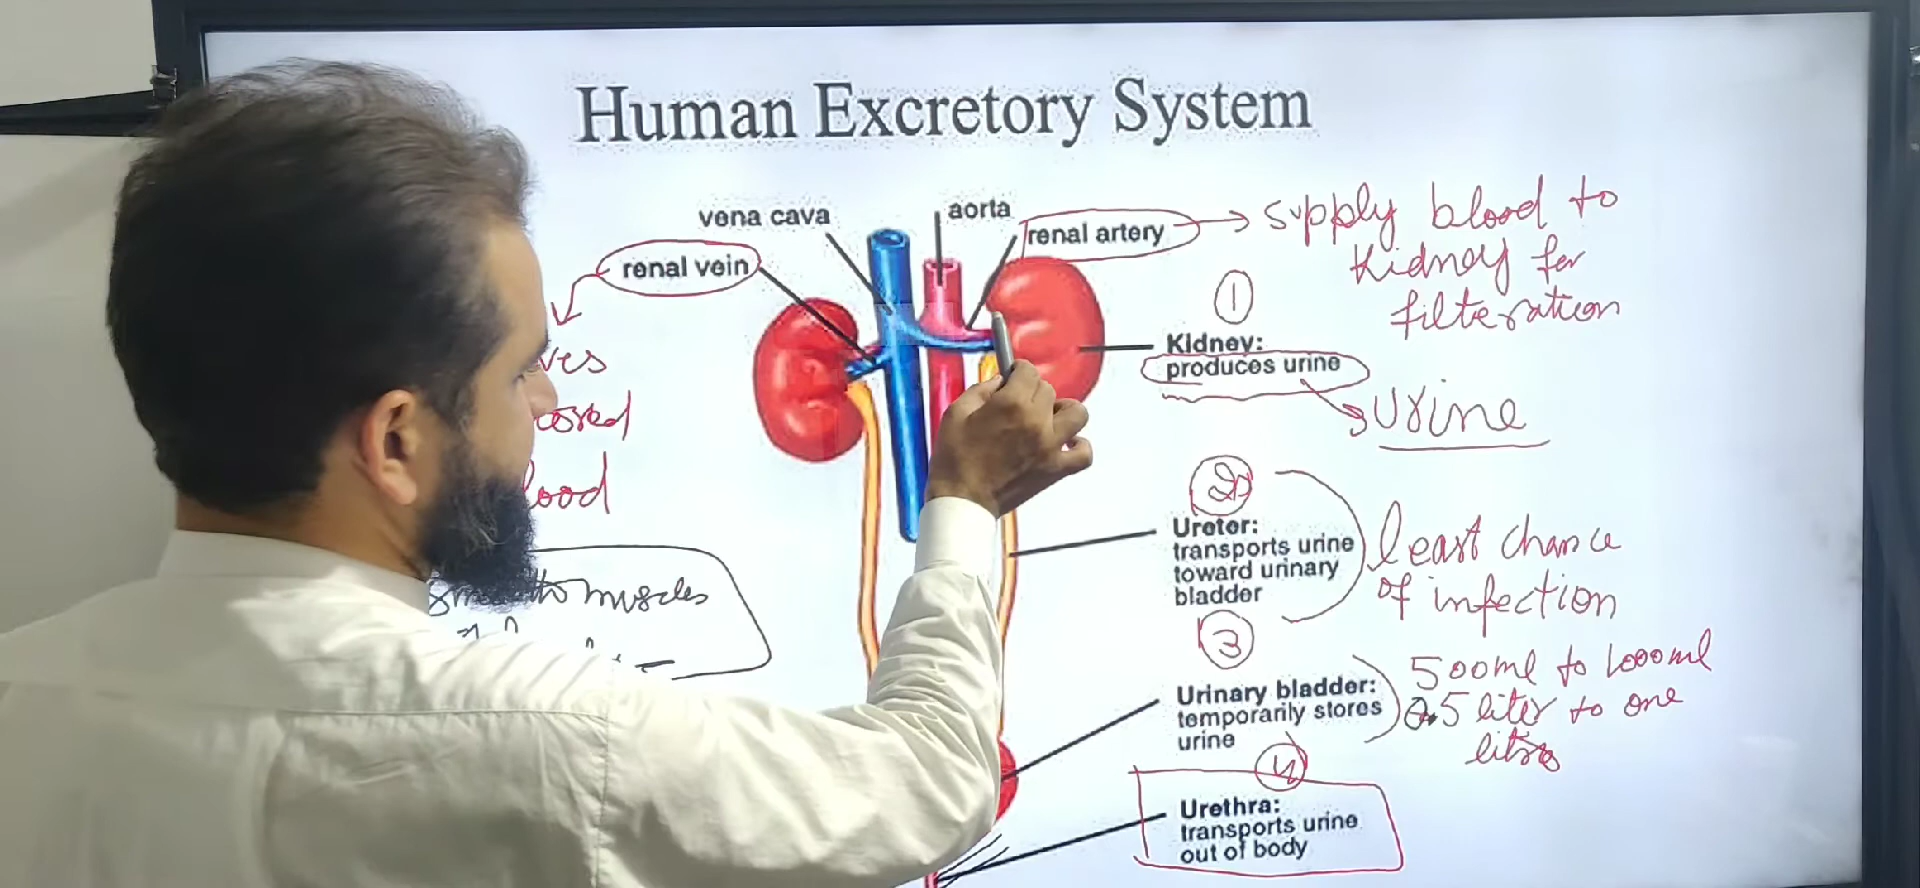 Human Excretory System
vena cava
aorta
renal artery
supply blood to
Kidney for
filteration
renal vein
1
Kidney:
produces urine
urine
ves
ood
2
Ureter:
transports urine
toward urinary
bladder
least chance
of infection
muscles
3
Urinary bladder:
temporarily stores
urine
500ml to 1000ml
0.5 liter to one
4
Urethra:
transports urine
out of body